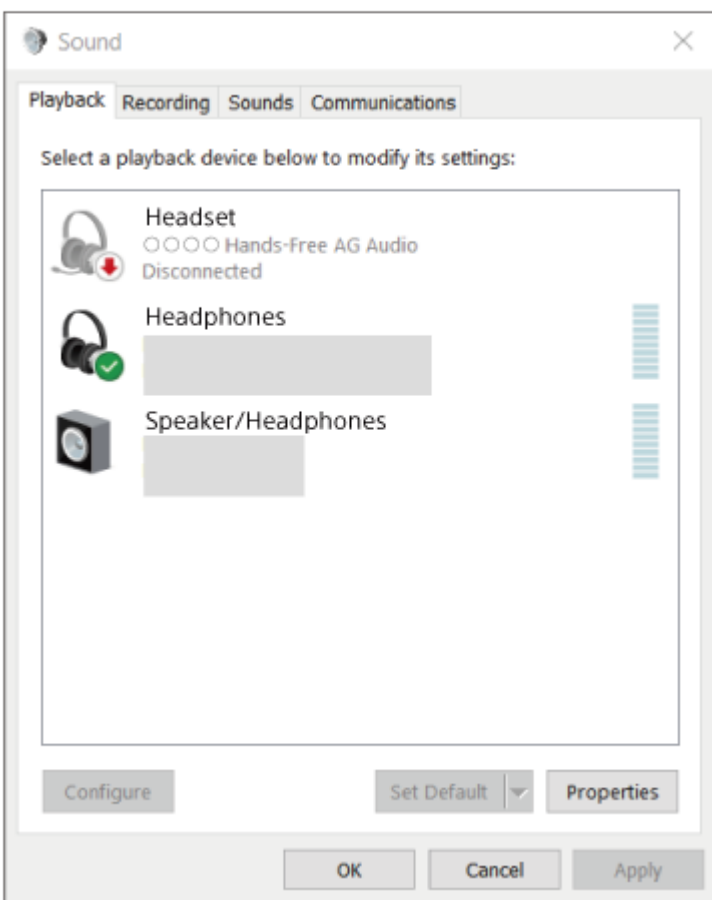 Sound
Playback Recording Sounds Communications
Select a playback device below to modify its settings:
Headset
○○○○ Hands-Free AG Audio
Disconnected
Headphones
Speaker/Headphones
Configure Set Default Properties
OK Cancel Apply